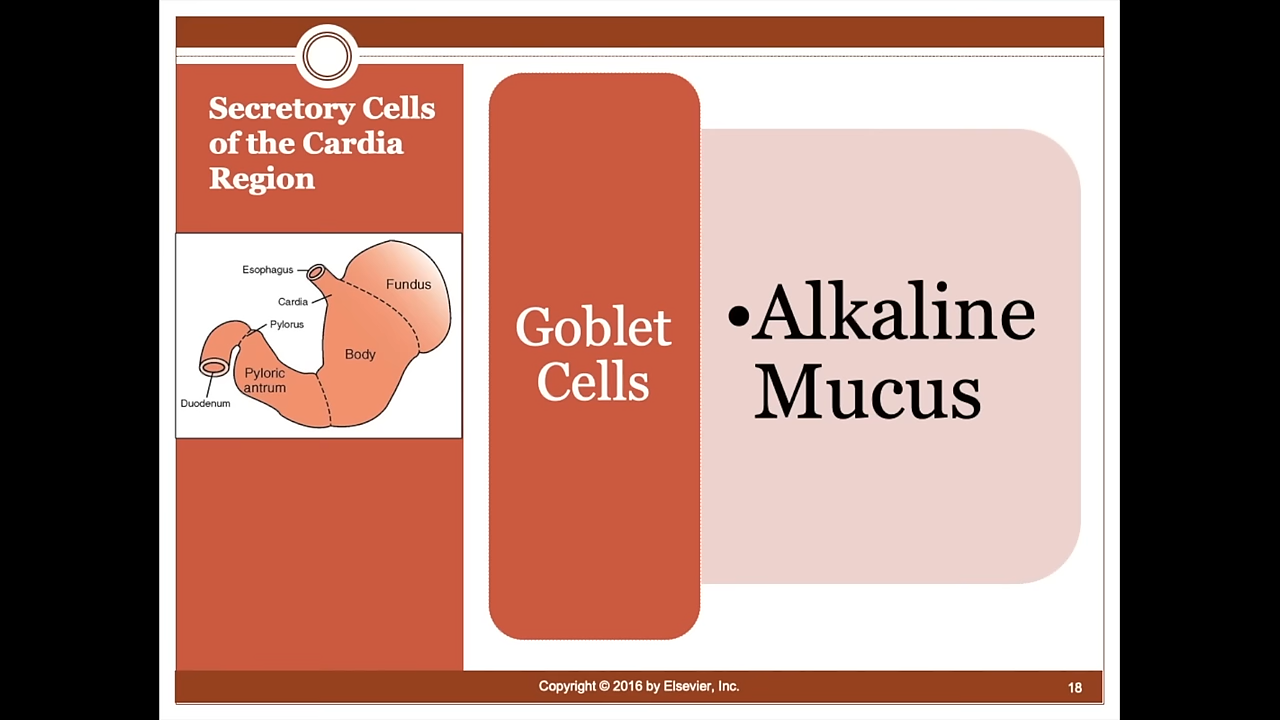 Secretory Cells
of the Cardia
Region
Esophagus
Fundus
Cardia
Pylorus
Body
Pyloric
antrum
Duodenum
Goblet
Cells
•Alkaline
Mucus
Copyright © 2016 by Elsevier, Inc.
18